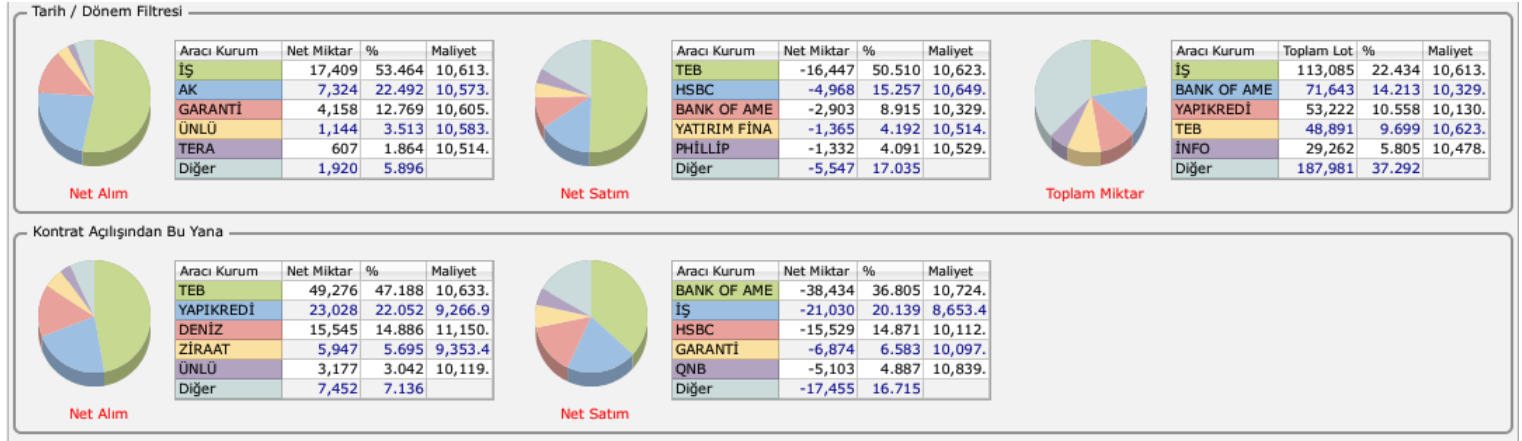 Tarih / Dönem Filtresi
Aracı Kurum Net Miktar % Maliyet
İŞ 17,409 53.464 10,613.
AK 7,324 22.492 10,573.
GARANTİ 4,158 12.769 10,605.
ÜNLÜ 1,144 3.513 10,583.
TERA 607 1.864 10,514.
Diğer 1,920 5.896
Net Alım
Aracı Kurum Net Miktar % Maliyet
TEB -16,447 50.510 10,623.
HSBC -4,968 15.257 10,649.
BANK OF AME -2,903 8.915 10,329.
YATIRIM FİNA -1,365 4.192 10,514.
PHİLLİP -1,332 4.091 10,529.
Diğer -5,547 17.035
Net Satım
Aracı Kurum Toplam Lot % Maliyet
İŞ 113,085 22.434 10,613.
BANK OF AME 71,643 14.213 10,329.
YAPIKREDİ 53,222 10.558 10,130.
TEB 48,891 9.699 10,623.
İNFO 29,262 5.805 10,478.
Diğer 187,981 37.292
Toplam Miktar
Kontrat Açılışından Bu Yana
Aracı Kurum Net Miktar % Maliyet
TEB 49,276 47.188 10,633.
YAPIKREDİ 23,028 22.052 9,266.9
DENİZ 15,545 14.886 11,150.
ZİRAAT 5,947 5.695 9,353.4
ÜNLÜ 3,177 3.042 10,119.
Diğer 7,452 7.136
Net Alım
Aracı Kurum Net Miktar % Maliyet
BANK OF AME -38,434 36.805 10,724.
İŞ -21,030 20.139 8,653.4
HSBC -15,529 14.871 10,112.
GARANTİ -6,874 6.583 10,097.
QNB -5,103 4.887 10,839.
Diğer -17,455 16.715
Net Satım